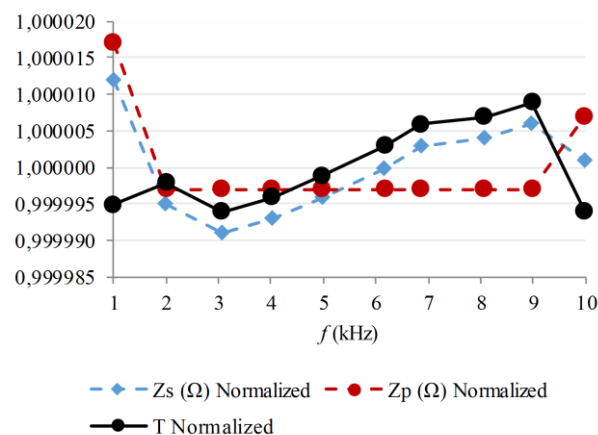 1,000020
1,000015
1,000010
1,000005
1,000000
0,999995
0,999990
0,999985
1 2 3 4 5 6 7 8 9 10
f (kHz)
Zs (Ω) Normalized Zp (Ω) Normalized
T Normalized